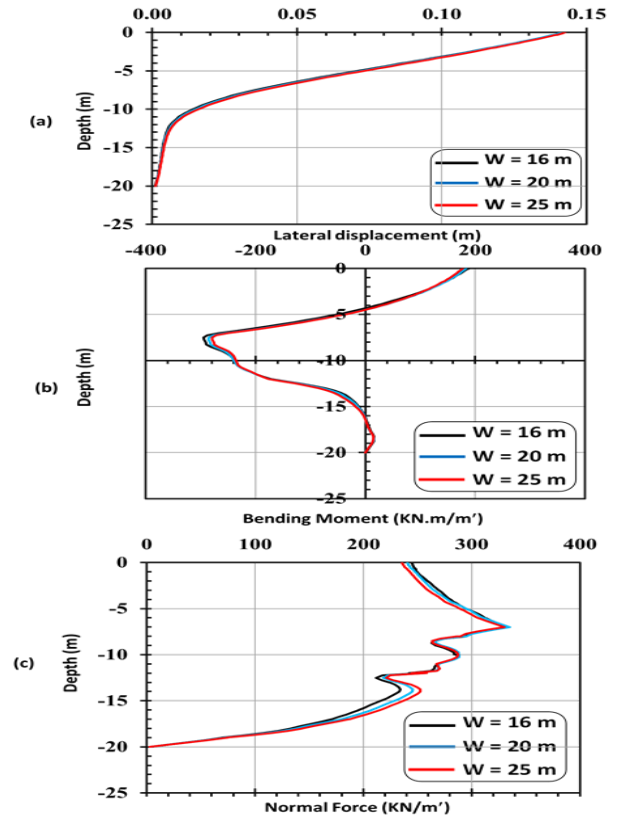 0.00 0.05 0.10 0.15
0
-5
-10
-15
-20
-25
Depth (m)
(a)
W = 16 m
W = 20 m
W = 25 m
Lateral displacement (m)
-400 -200 0 200 400
0
-5
-10
-15
-20
-25
Depth (m)
(b)
W = 16 m
W = 20 m
W = 25 m
Bending Moment (KN.m/m’)
0 100 200 300 400
0
-5
-10
-15
-20
-25
Depth (m)
(c)
W = 16 m
W = 20 m
W = 25 m
Normal Force (KN/m’)